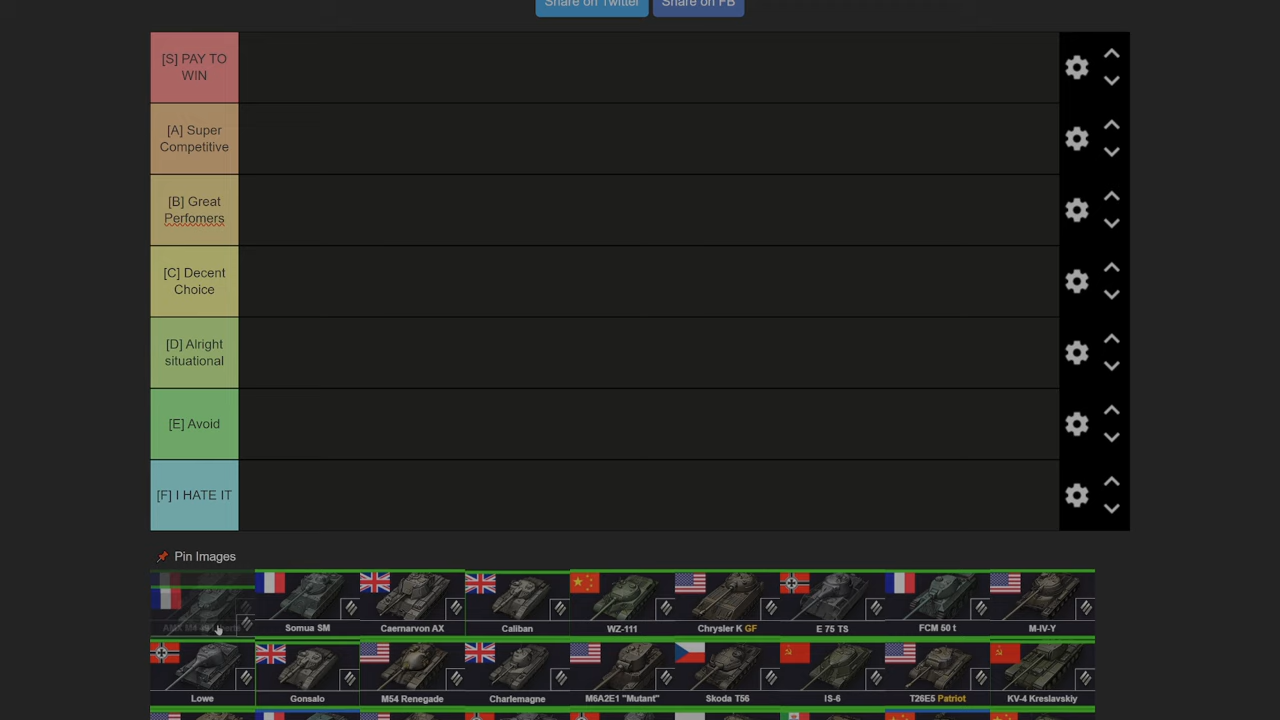 Share on Twitter Share on FB
[S] PAY TO
WIN
[A] Super
Competitive
[B] Great
Perfomers
[C] Decent
Choice
[D] Alright
situational
[E] Avoid
[F] I HATE IT
Pin Images
Somua SM Caernarvon AX Caliban WZ-111 Chrysler K GF E 75 TS FCM 50 t M-IV-Y
Lowe Gonsalo M54 Renegade Charlemagne M6A2E1 "Mutant" Skoda T56 IS-6 T26E5 Patriot KV-4 Kreslavskiy